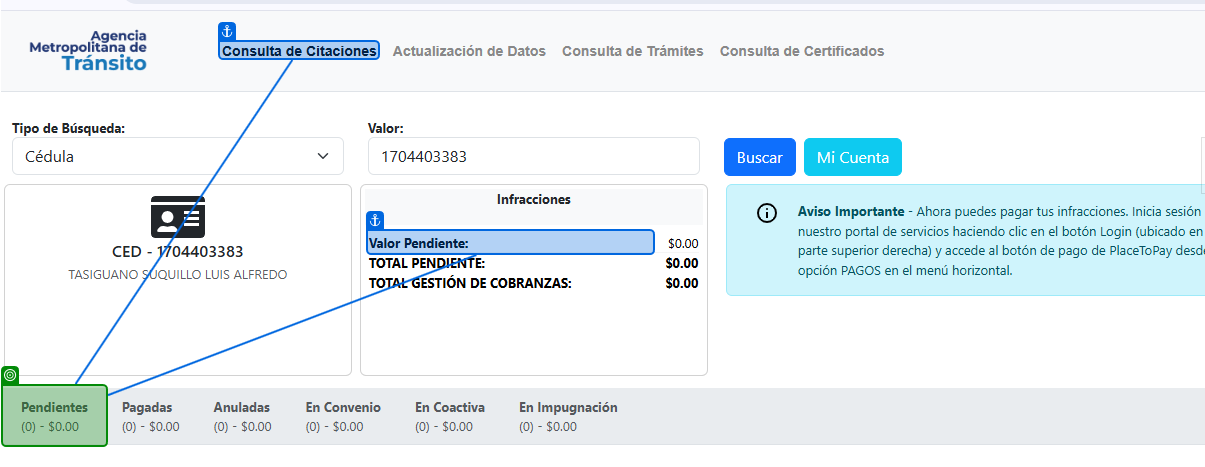 Agencia
Metropolitana de
Tránsito
Consulta de Citaciones
Actualización de Datos
Consulta de Trámites
Consulta de Certificados
Tipo de Búsqueda:
Cédula
Valor:
1704403383
Buscar
Mi Cuenta
CED - 1704403383
TASIGUANO SUQUILLO LUIS ALFREDO
Infracciones
Valor Pendiente: $0.00
TOTAL PENDIENTE: $0.00
TOTAL GESTIÓN DE COBRANZAS: $0.00
Aviso Importante - Ahora puedes pagar tus infracciones. Inicia sesión
nuestro portal de servicios haciendo clic en el botón Login (ubicado en
parte superior derecha) y accede al botón de pago de PlaceToPay desde
opción PAGOS en el menú horizontal.
Pendientes
(0) - $0.00
Pagadas
(0) - $0.00
Anuladas
(0) - $0.00
En Convenio
(0) - $0.00
En Coactiva
(0) - $0.00
En Impugnación
(0) - $0.00